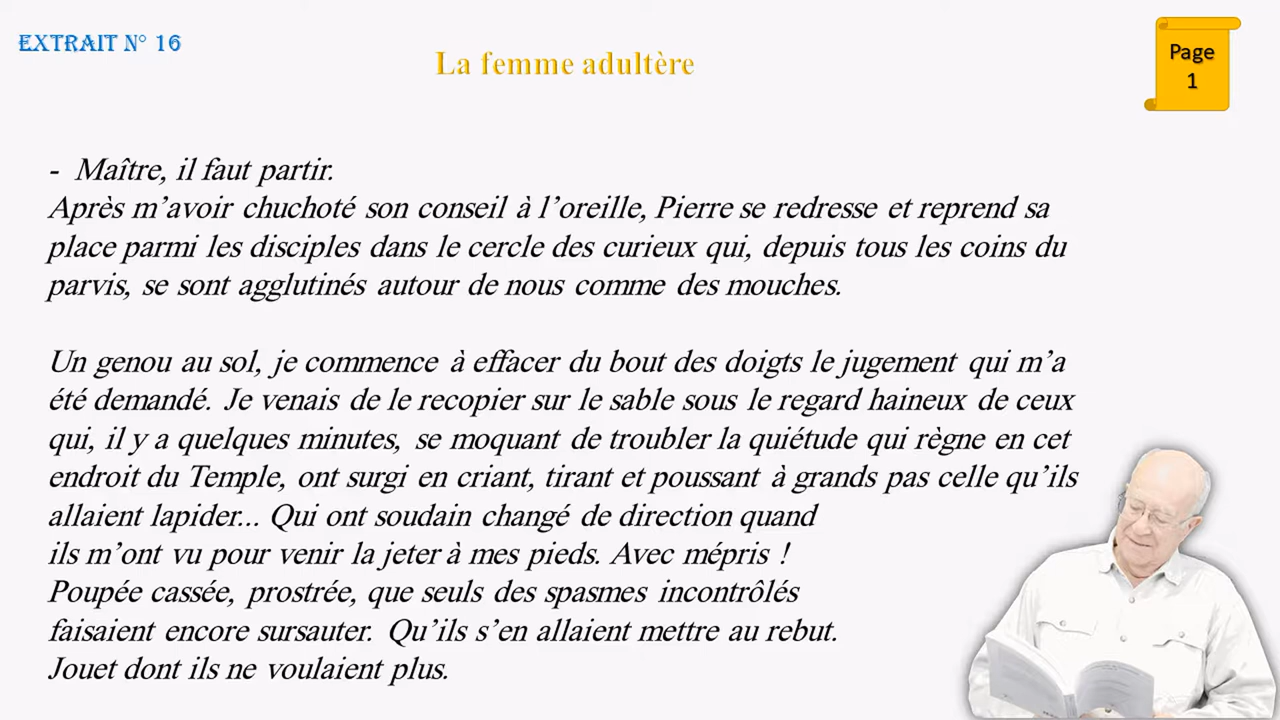 EXTRAIT N° 16
La femme adultère
Page
1
- Maître, il faut partir.
Après m’avoir chuchoté son conseil à l’oreille, Pierre se redresse et reprend sa
place parmi les disciples dans le cercle des curieux qui, depuis tous les coins du
parvis, se sont agglutinés autour de nous comme des mouches.
Un genou au sol, je commence à effacer du bout des doigts le jugement qui m’a
été demandé. Je venais de le recopier sur le sable sous le regard haineux de ceux
qui, il y a quelques minutes, se moquant de troubler la quiétude qui règne en cet
endroit du Temple, ont surgi en criant, tirant et poussant à grands pas celle qu’ils
allaient lapider... Qui ont soudain changé de direction quand
ils m’ont vu pour venir la jeter à mes pieds. Avec mépris !
Poupée cassée, prostrée, que seuls des spasmes incontrôlés
faisaient encore sursauter. Qu’ils s’en allaient mettre au rebut.
Jouet dont ils ne voulaient plus.